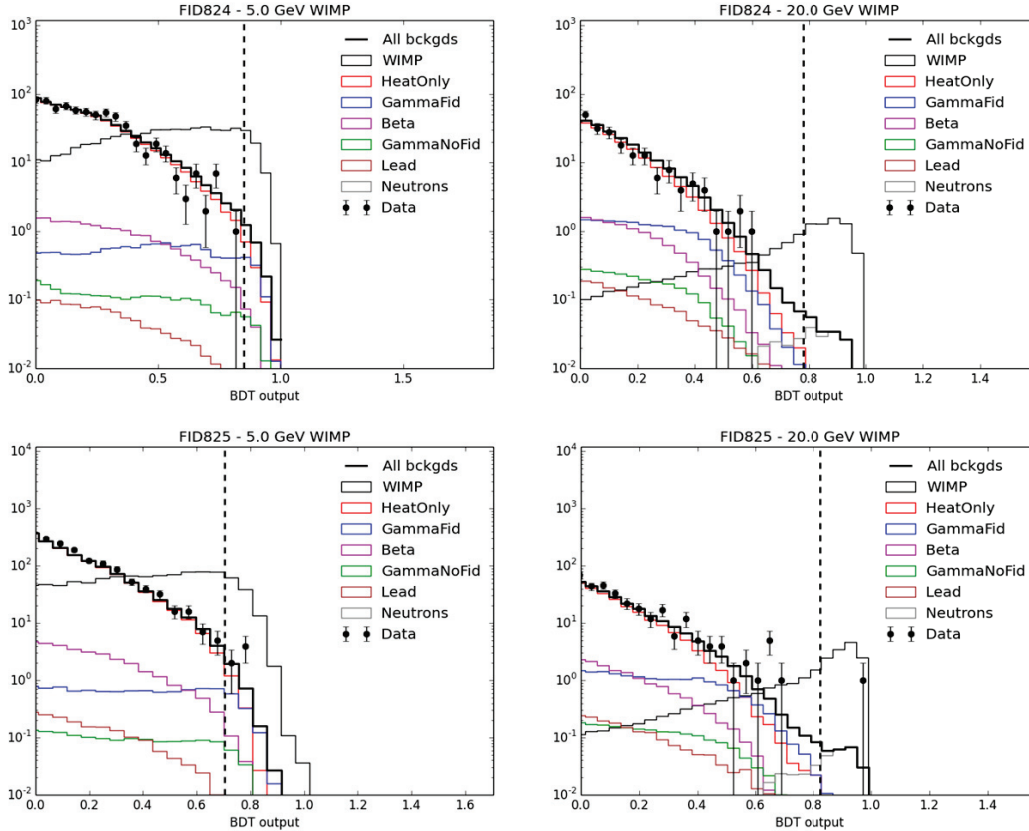 FID824 - 5.0 GeV WIMP
10³
10²
10¹
10⁰
10⁻¹
10⁻²
All bckgds
WIMP
HeatOnly
GammaFid
Beta
GammaNoFid
Lead
Neutrons
Data
0.0 0.5 1.0 1.5
BDT output
FID824 - 20.0 GeV WIMP
10³
10²
10¹
10⁰
10⁻¹
10⁻²
All bckgds
WIMP
HeatOnly
GammaFid
Beta
GammaNoFid
Lead
Neutrons
Data
0.0 0.2 0.4 0.6 0.8 1.0 1.2 1.4
BDT output
FID825 - 5.0 GeV WIMP
10⁴
10³
10²
10¹
10⁰
10⁻¹
10⁻²
All bckgds
WIMP
HeatOnly
GammaFid
Beta
GammaNoFid
Lead
Neutrons
Data
0.0 0.2 0.4 0.6 0.8 1.0 1.2 1.4 1.6
BDT output
FID825 - 20.0 GeV WIMP
10⁴
10³
10²
10¹
10⁰
10⁻¹
10⁻²
All bckgds
WIMP
HeatOnly
GammaFid
Beta
GammaNoFid
Lead
Neutrons
Data
0.0 0.2 0.4 0.6 0.8 1.0 1.2 1.4
BDT output